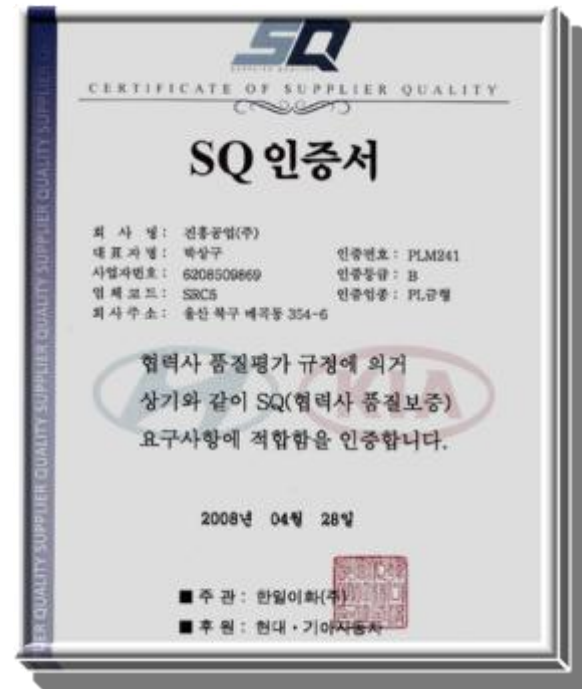 SQ
CERTIFICATE OF SUPPLIER QUALITY
SQ 인증서
회 사 명 : 진흥공업(주)
대 표 자 명 : 박상구
인증번호 : PLM241
사업자번호 : 6208509869
인증등급 : B
업 체 코 드 : SRC5
인증업종 : PL금형
회 사 주 소 : 울산 북구 매곡동 354-6
협력사 품질평가 규정에 의거
상기와 같이 SQ(협력사 품질보증)
요구사항에 적합함을 인증합니다.
KIA
2008년 04월 28일
■ 주 관 : 한일이화(주)
■ 후 원 : 현대 • 기아자동차
SUPPLIER QUALITY SUPPLIER QUALITY SUPPLIER